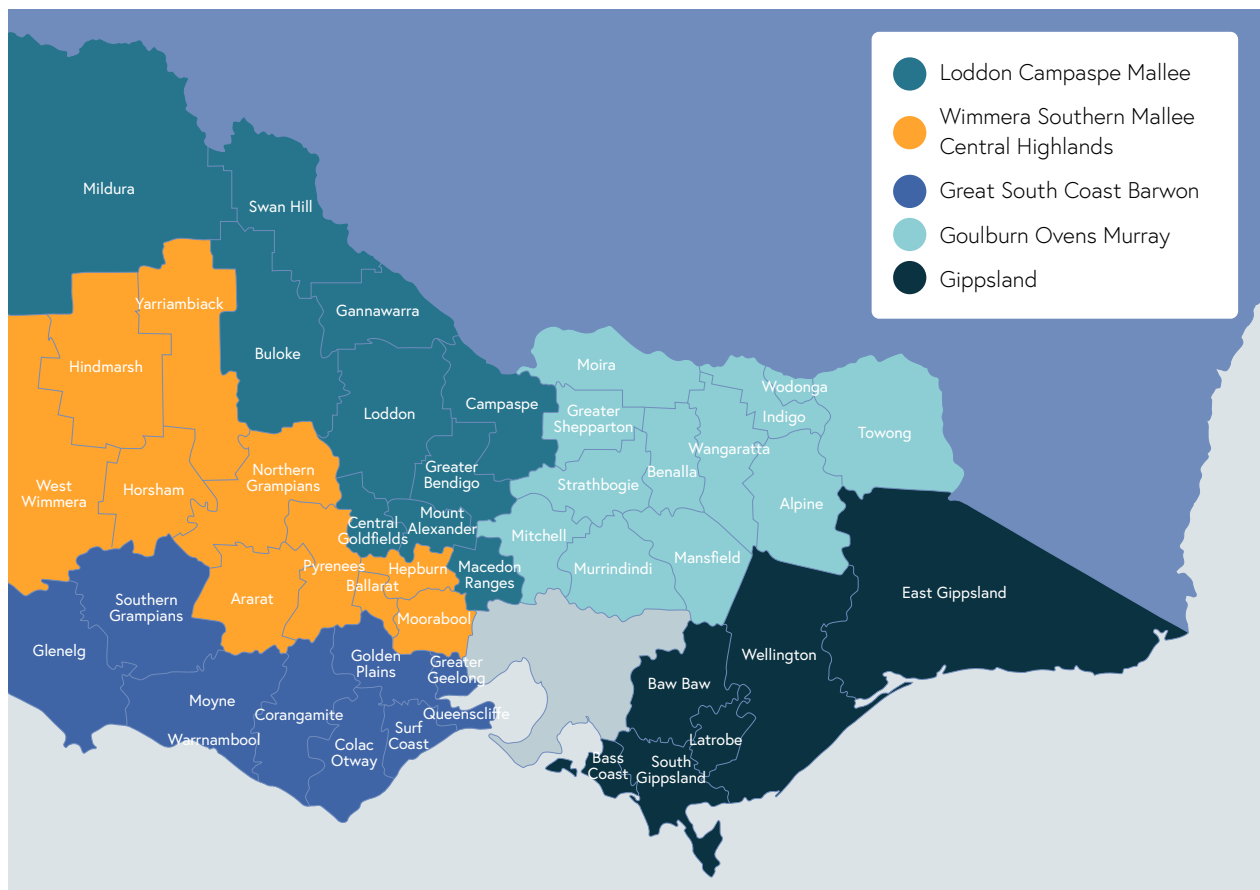 Loddon Campaspe Mallee
Wimmera Southern Mallee
Central Highlands
Great South Coast Barwon
Goulburn Ovens Murray
Gippsland
Mildura
Swan Hill
Yarriambiack
Gannawarra
Hindmarsh
Buloke
Moira
Wodonga
Loddon
Campaspe
Greater
Shepparton
Indigo
Towong
Wangaratta
Northern
Grampians
Greater
Bendigo
Benalla
West
Wimmera
Horsham
Strathbogie
Alpine
Central
Goldfields
Mount
Alexander
Mitchell
Mansfield
Pyrenees
Hepburn
Macedon
Ranges
Murrindindi
Ballarat
East Gippsland
Southern
Grampians
Ararat
Moorabool
Glenelg
Golden
Plains
Greater
Geelong
Wellington
Baw Baw
Moyne
Corangamite
Queenscliffe
Warrnambool
Surf
Coast
Latrobe
Colac
Otway
Bass
Coast
South
Gippsland